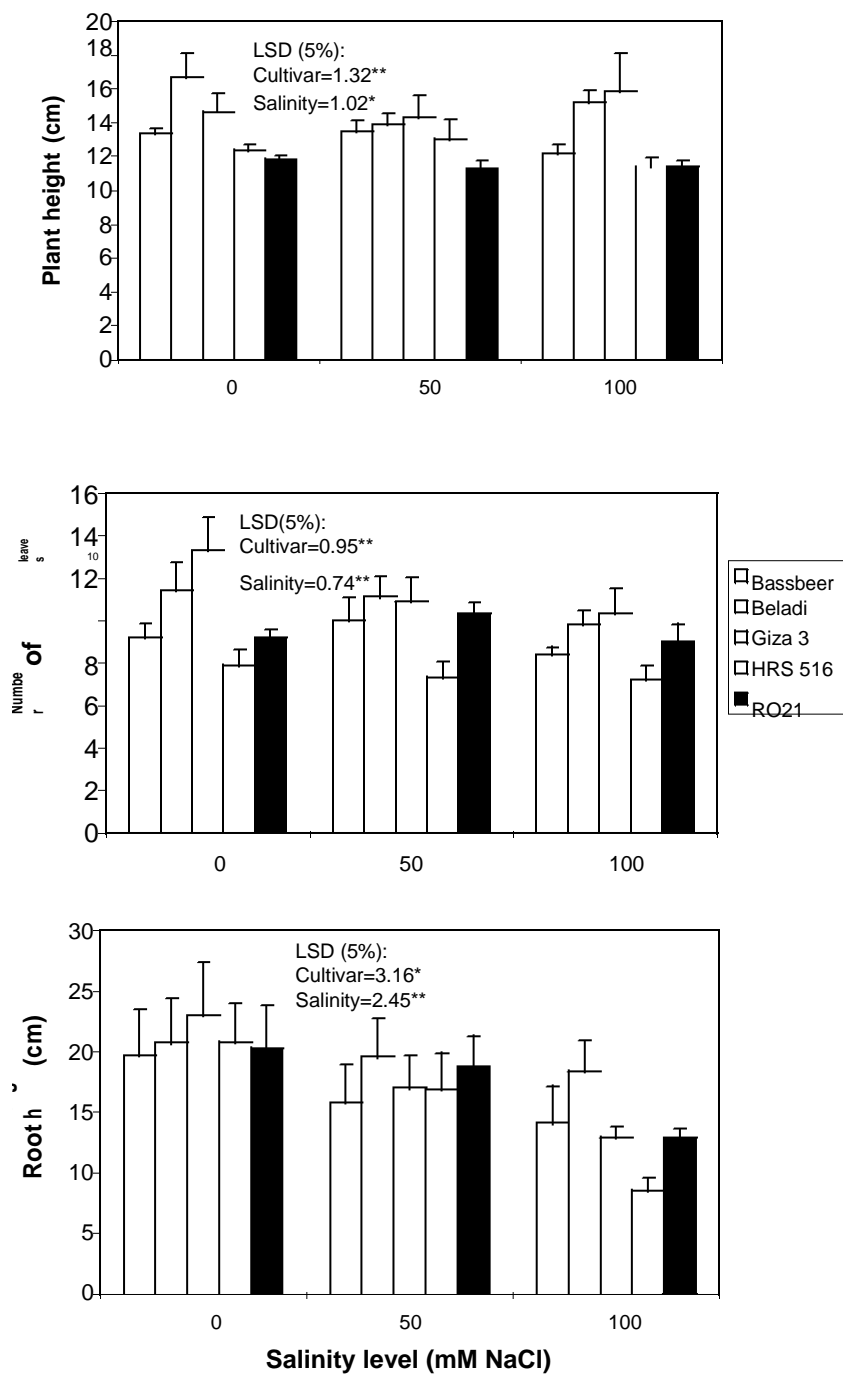 20
18
16
14
12
10
8
6
4
2
0
Plant height (cm)
LSD (5%):
Cultivar=1.32**
Salinity=1.02*
0 50 100
16
14
12
10
8
6
4
2
0
Numbe
r
of
leave
s
LSD(5%):
Cultivar=0.95**
Salinity=0.74**
0 50 100
Bassbeer
Beladi
Giza 3
HRS 516
RO21
30
25
20
15
10
5
0
Root h (cm)
LSD (5%):
Cultivar=3.16*
Salinity=2.45**
0 50 100
Salinity level (mM NaCl)